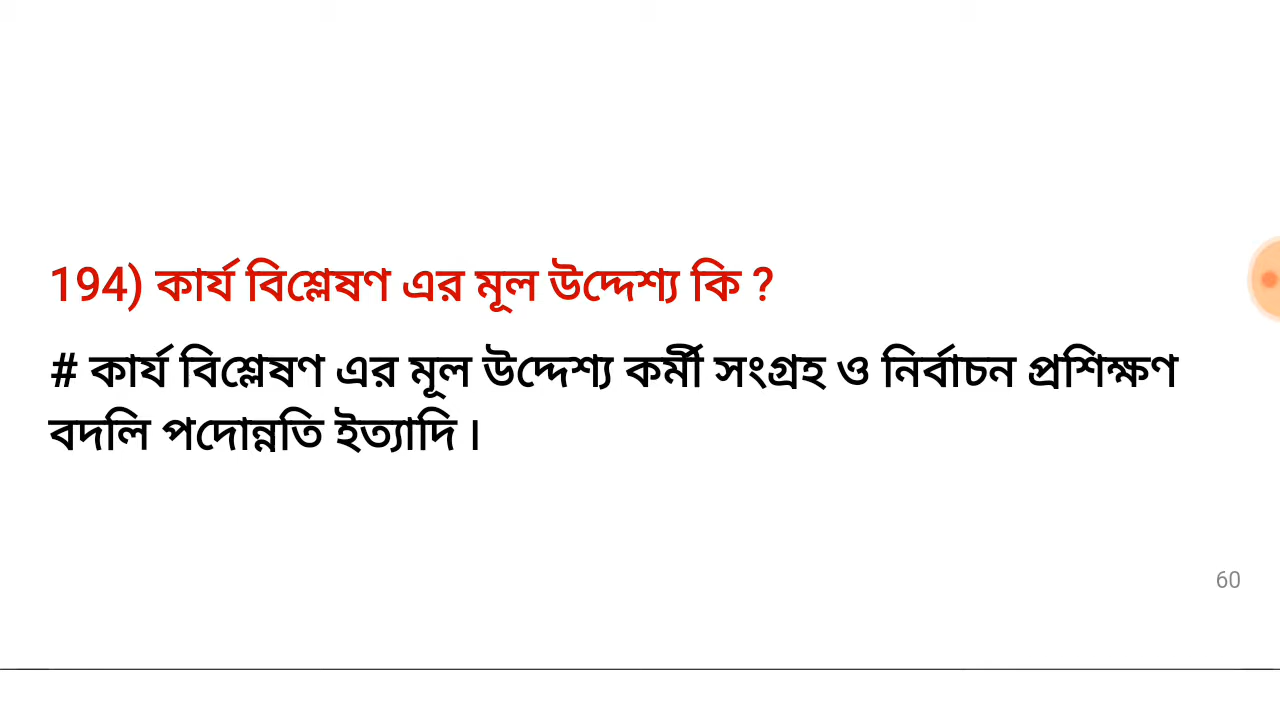 194) কার্য বিশ্লেষণ এর মূল উদ্দেশ্য কি ?
# কার্য বিশ্লেষণ এর মূল উদ্দেশ্য কর্মী সংগ্রহ ও নির্বাচন প্রশিক্ষণ
বদলি পদোন্নতি ইত্যাদি ।
60